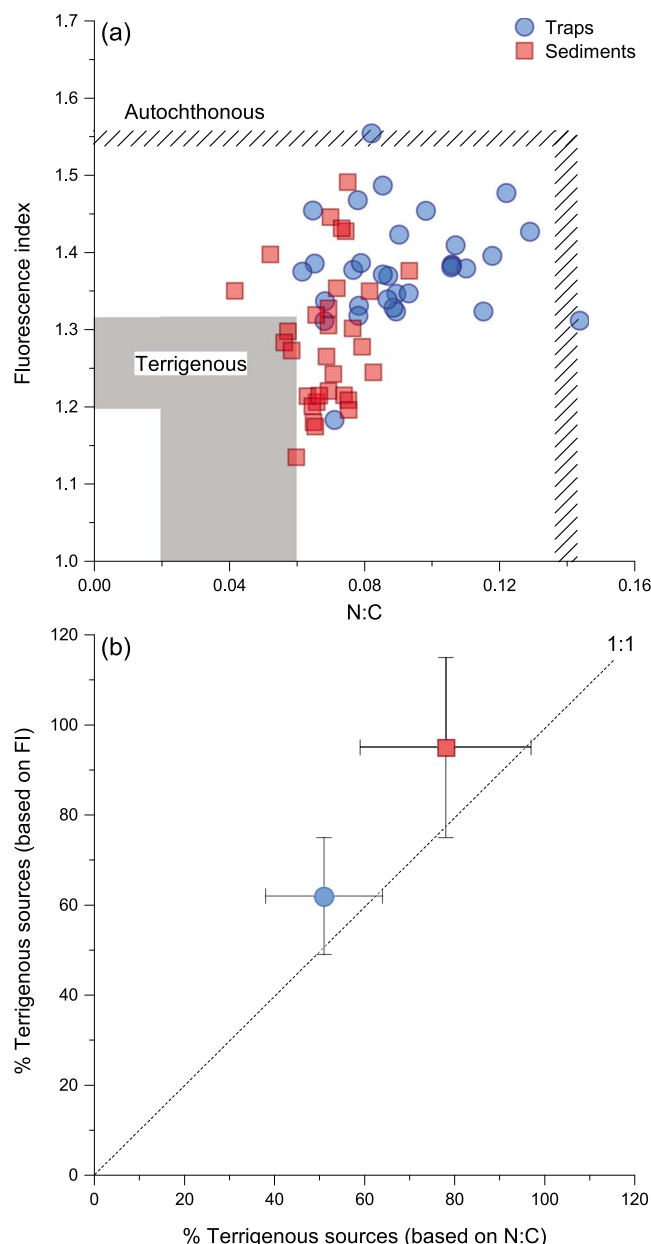 (a)
Traps
Sediments
1.7
1.6
1.5
1.4
1.3
1.2
1.1
1.0
Fluorescence index
Autochthonous
Terrigenous
0.00 0.04 0.08 0.12 0.16
N:C
(b)
1:1
120
100
80
60
40
20
0
% Terrigenous sources (based on FI)
0 20 40 60 80 100 120
% Terrigenous sources (based on N:C)